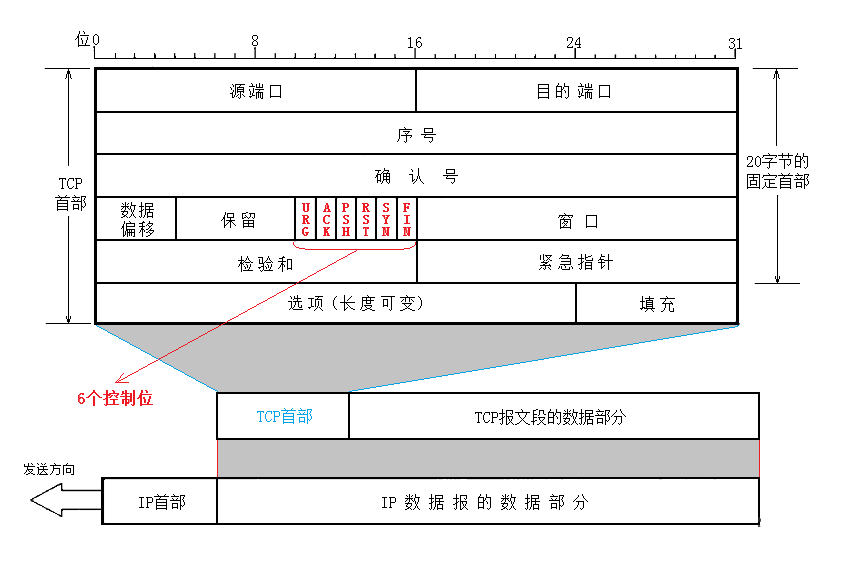 位 0 8 16 24 31
源端口 目的端口
序号
确认号
TCP
首部
20字节的
固定首部
数据
偏移
保留
URG
ACK
PSH
RST
SYN
FIN
窗口
检验和 紧急指针
选项(长度可变) 填充
6个控制位
TCP首部 TCP报文段的数据部分
发送方向
IP首部 IP数据报的数据部分